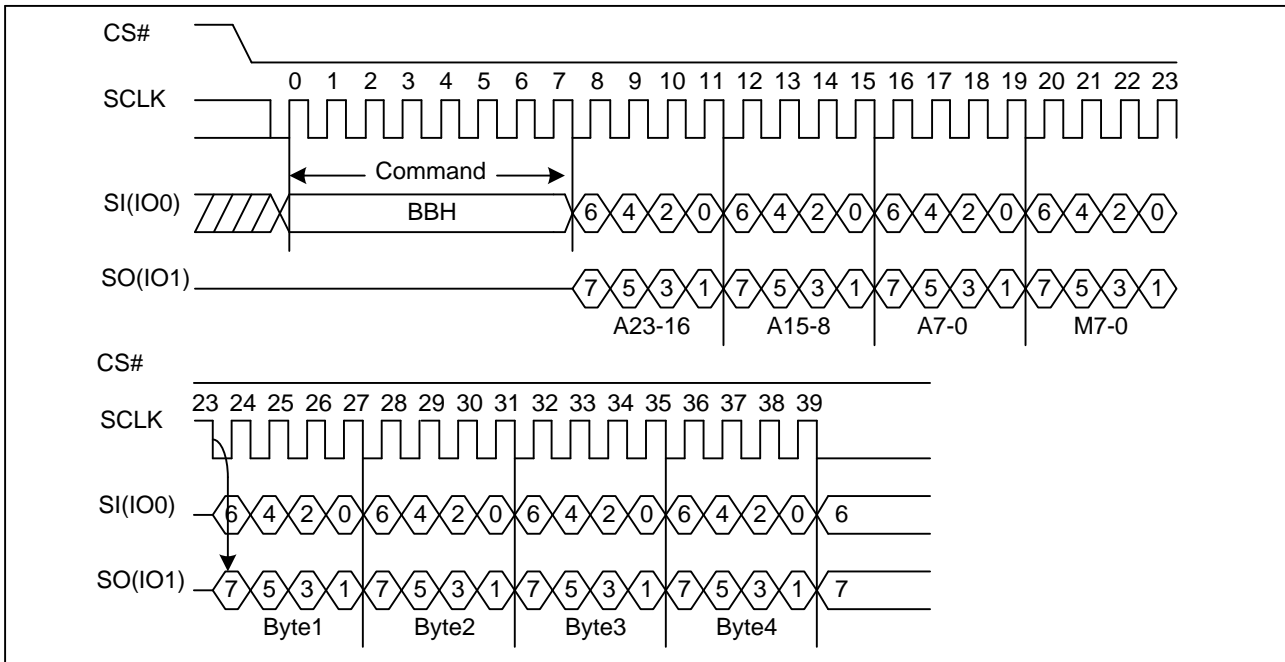 CS#
0 1 2 3 4 5 6 7 8 9 10 11 12 13 14 15 16 17 18 19 20 21 22 23
SCLK
Command
SI(IO0) BBH 6 4 2 0 6 4 2 0 6 4 2 0 6 4 2 0
SO(IO1) 7 5 3 1 7 5 3 1 7 5 3 1 7 5 3 1
A23-16 A15-8 A7-0 M7-0
CS#
23 24 25 26 27 28 29 30 31 32 33 34 35 36 37 38 39
SCLK
SI(IO0) 6 4 2 0 6 4 2 0 6 4 2 0 6 4 2 0 6
SO(IO1) 7 5 3 1 7 5 3 1 7 5 3 1 7 5 3 1 7
Byte1 Byte2 Byte3 Byte4